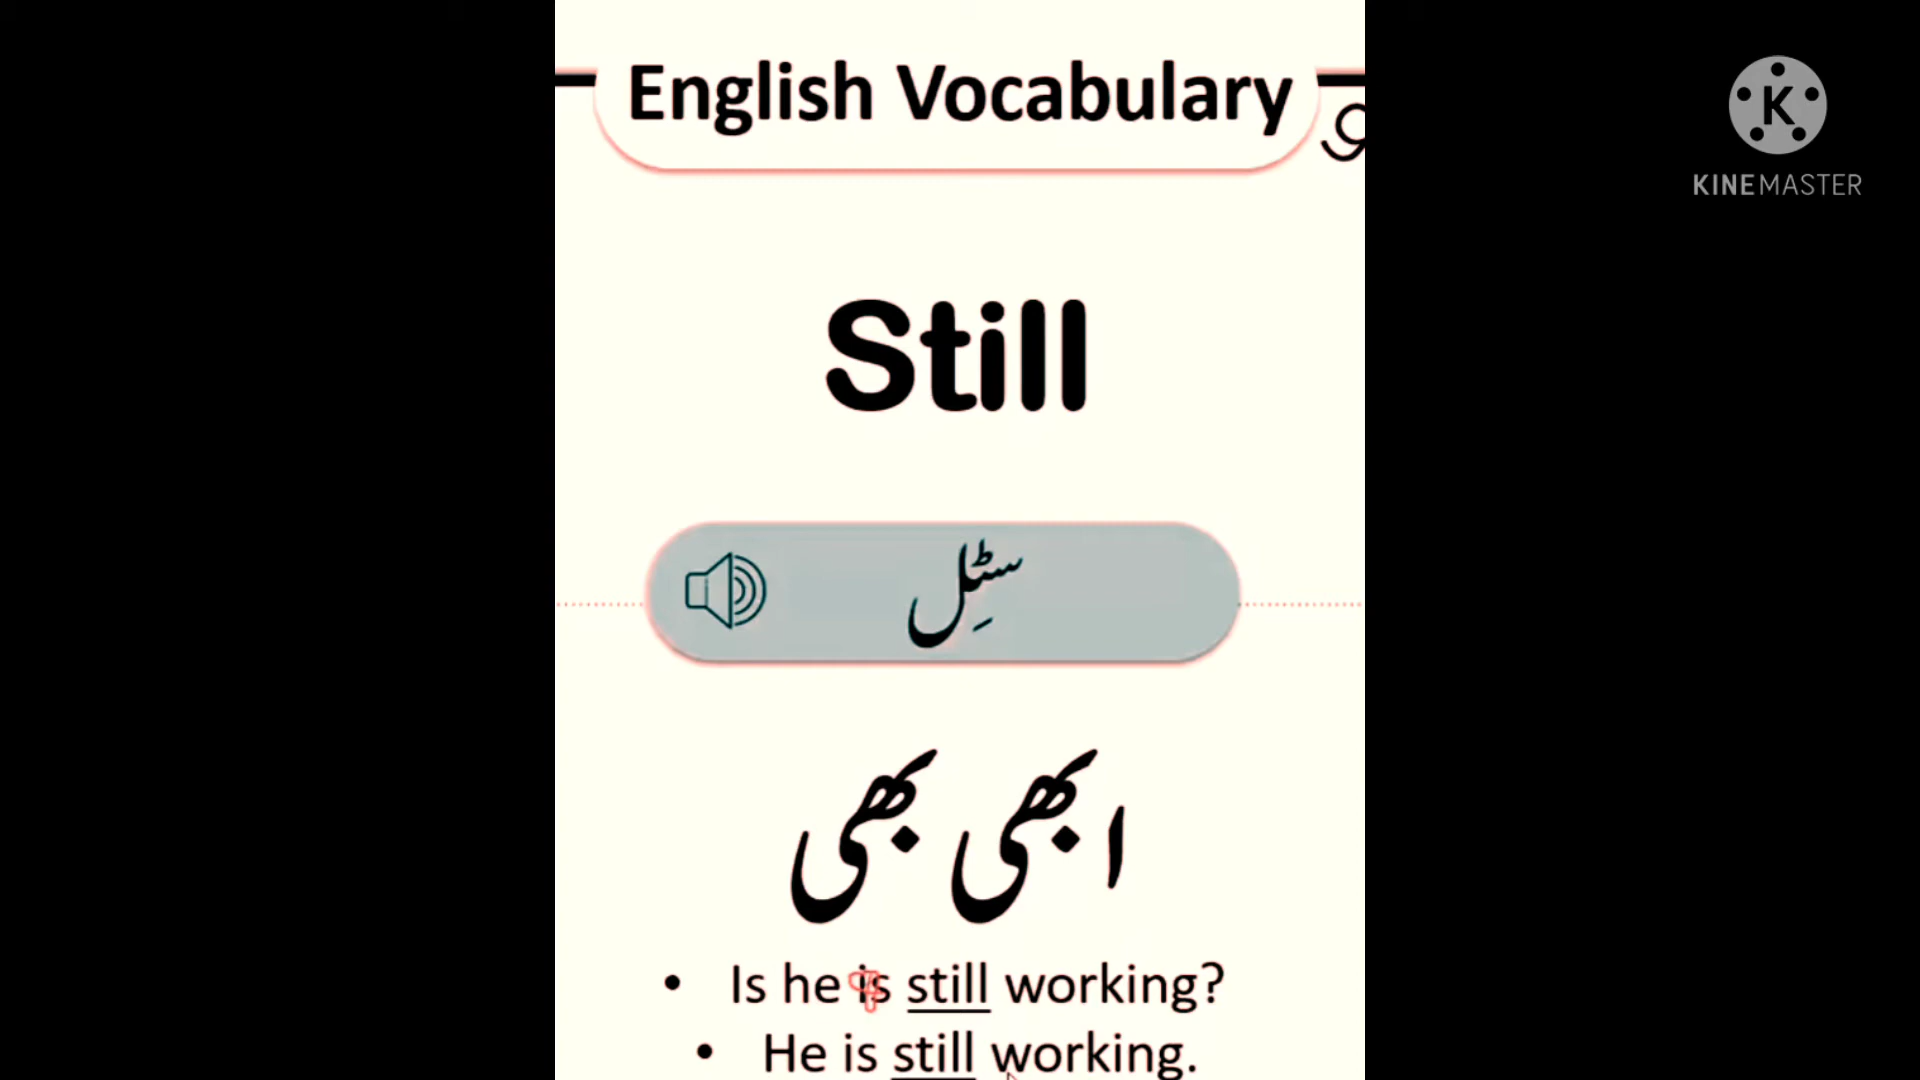 English Vocabulary
KINEMASTER
Still
سٹِل
ابھی بھی
• Is he is still working?
• He is still working.